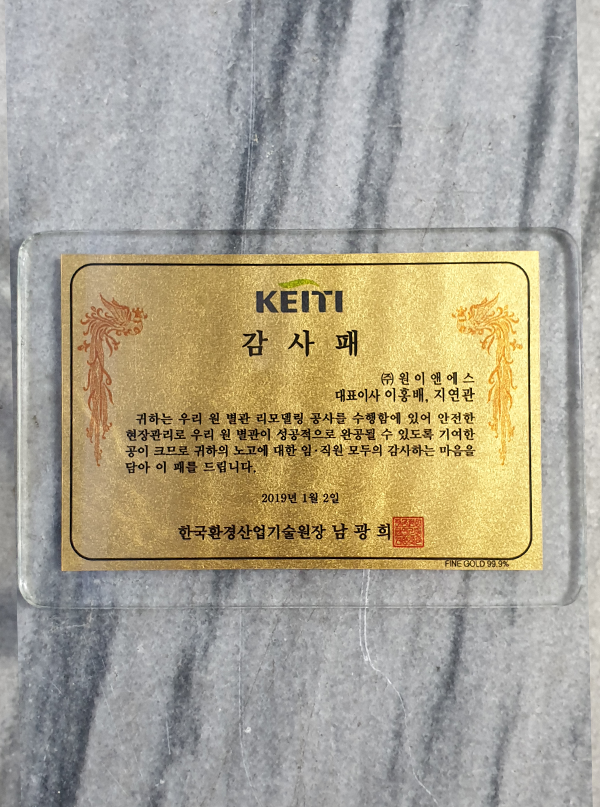 KEITI
감사패
㈜원이앤에스
대표이사 이홍배, 지연관
귀하는 우리 원 별관 리모델링 공사를 수행함에 있어 안전한
현장관리로 우리 원 별관이 성공적으로 완공될 수 있도록 기여한
공이 크므로 귀하의 노고에 대한 임·직원 모두의 감사하는 마음을
담아 이 패를 드립니다.
2019년 1월 2일
한국환경산업기술원장 남광희
FINE GOLD 99.9%